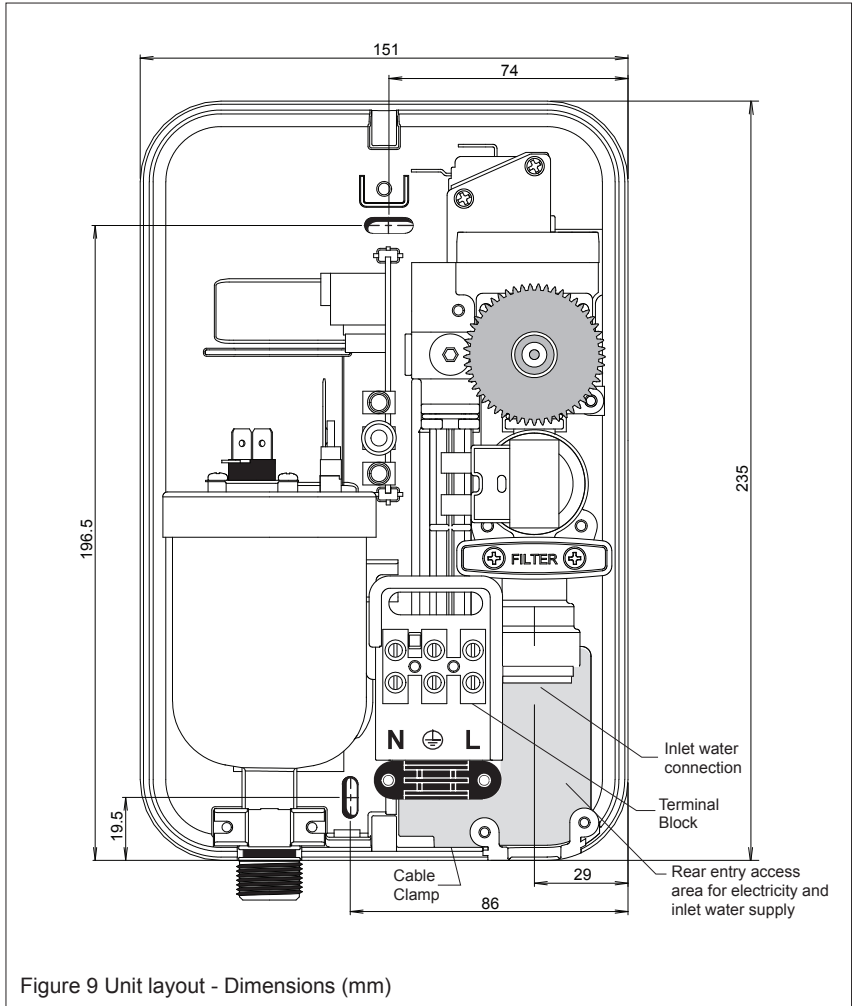 151
74
196.5
235
FILTER
N L
Inlet water
connection
Terminal
Block
19.5
Cable
Clamp
29
Rear entry access
area for electricity and
inlet water supply
86
Figure 9 Unit layout - Dimensions (mm)